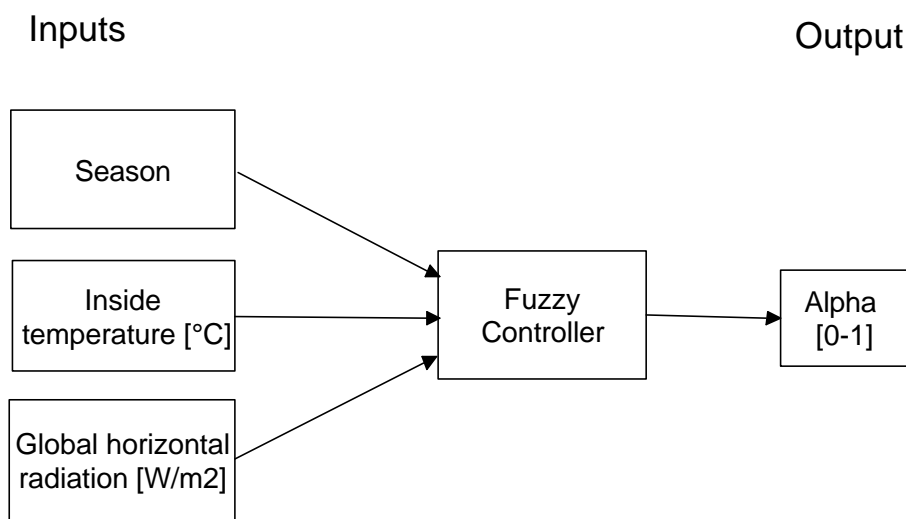 Inputs
Output
Season
Inside
temperature [°C]
Global horizontal
radiation [W/m2]
Fuzzy
Controller
Alpha
[0-1]